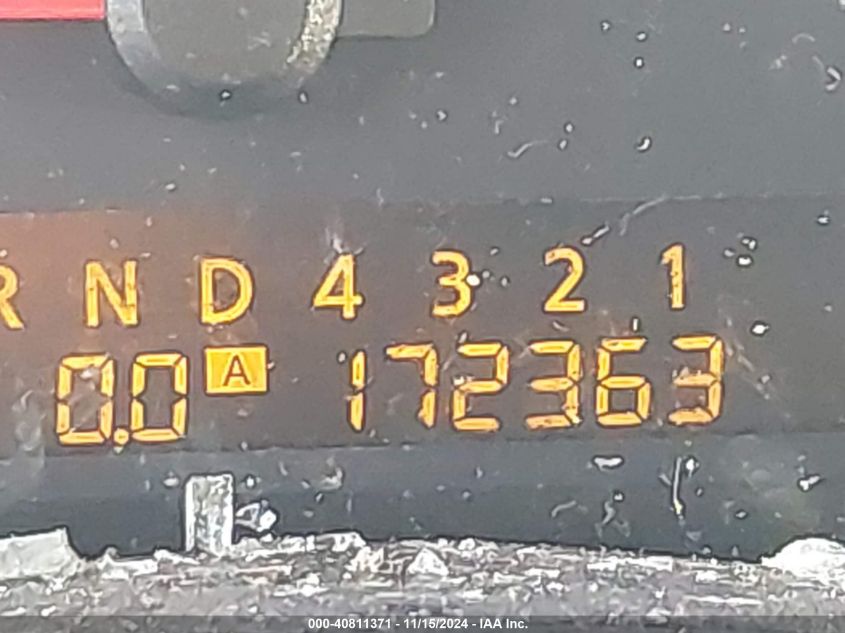 R N D 4 3 2 1
0.0 A 172363
000-40811371 - 11/15/2024 - IAA Inc.